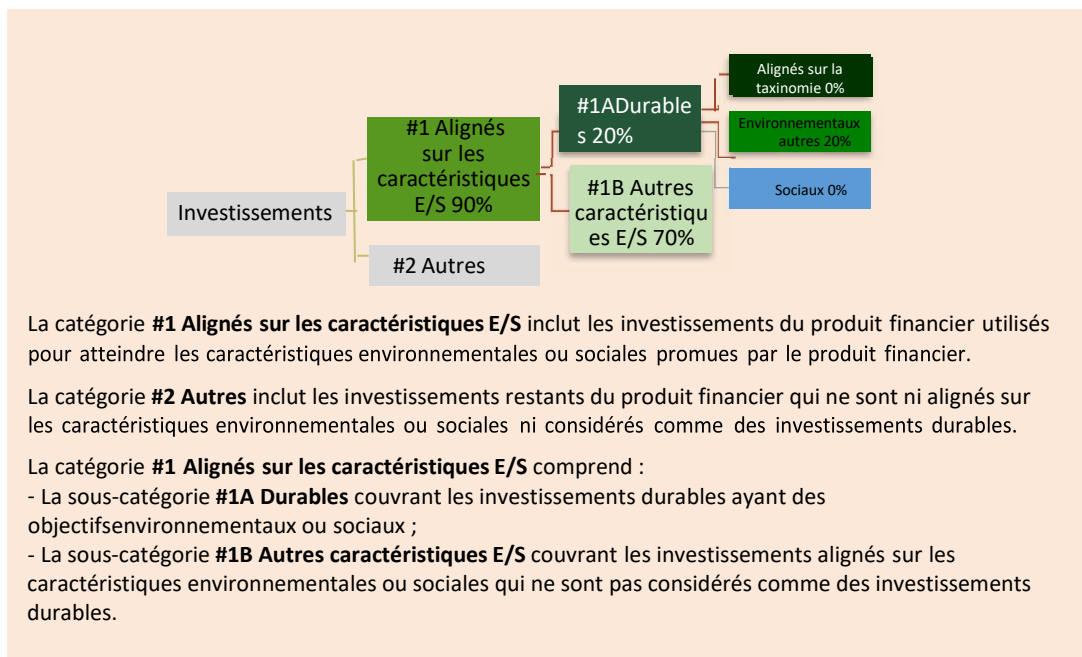 Investissements
#1 Alignés
sur les
caractéristiques
E/S 90%
#2 Autres
#1ADurable
s 20%
#1B Autres
caractéristiqu
es E/S 70%
Alignés sur la
taxinomie 0%
Environnementaux
autres 20%
Sociaux 0%
La catégorie #1 Alignés sur les caractéristiques E/S inclut les investissements du produit financier utilisés
pour atteindre les caractéristiques environnementales ou sociales promues par le produit financier.
La catégorie #2 Autres inclut les investissements restants du produit financier qui ne sont ni alignés sur
les caractéristiques environnementales ou sociales ni considérés comme des investissements durables.
La catégorie #1 Alignés sur les caractéristiques E/S comprend :
- La sous-catégorie #1A Durables couvrant les investissements durables ayant des
objectifsenvironnementaux ou sociaux ;
- La sous-catégorie #1B Autres caractéristiques E/S couvrant les investissements alignés sur les
caractéristiques environnementales ou sociales qui ne sont pas considérés comme des investissements
durables.